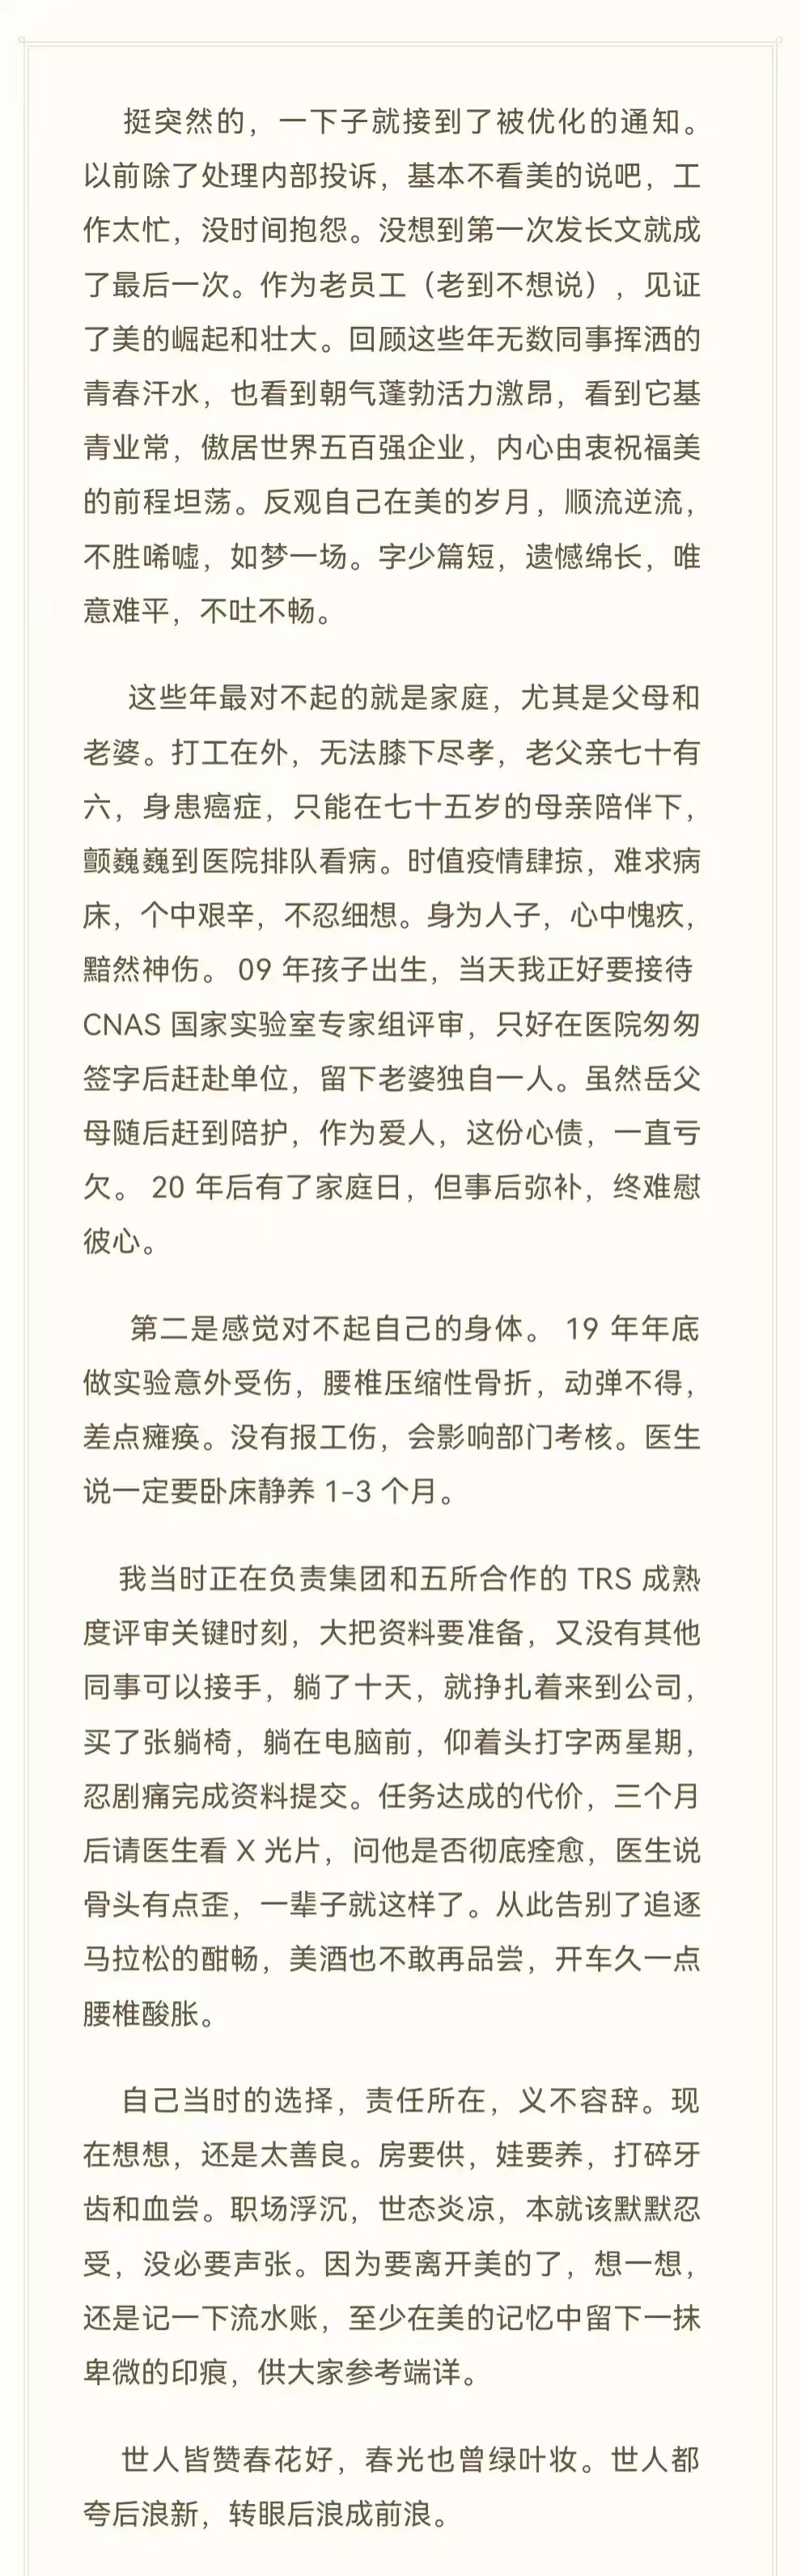 挺突然的，一下子就接到了被优化的通知。
以前除了处理内部投诉，基本不看美的说吧，工
作太忙，没时间抱怨。没想到第一次发长文就成
了最后一次。作为老员工（老到不想说），见证
了美的崛起和壮大。回顾这些年无数同事挥洒的
青春汗水，也看到朝气蓬勃活力激昂，看到它基
青业常，傲居世界五百强企业，内心由衷祝福美
的前程坦荡。反观自己在美的岁月，顺流逆流，
不胜唏嘘，如梦一场。字少篇短，遗憾绵长，唯
意难平，不吐不畅。
这些年最对不起的就是家庭，尤其是父母和
老婆。打工在外，无法膝下尽孝，老父亲七十有
六，身患癌症，只能在七十五岁的母亲陪伴下，
颤巍巍到医院排队看病。时值疫情肆掠，难求病
床，个中艰辛，不忍细想。身为人子，心中愧疚，
黯然神伤。 09 年孩子出生，当天我正好要接待
CNAS 国家实验室专家组评审，只好在医院匆匆
签字后赶赴单位，留下老婆独自一人。虽然岳父
母随后赶到陪护，作为爱人，这份心债，一直亏
欠。 20 年后有了家庭日，但事后弥补，终难慰
彼心。
第二是感觉对不起自己的身体。 19 年年底
做实验意外受伤，腰椎压缩性骨折，动弹不得，
差点瘫痪。没有报工伤，会影响部门考核。医生
说一定要卧床静养 1-3 个月。
我当时正在负责集团和五所合作的 TRS 成熟
度评审关键时刻，大把资料要准备，又没有其他
同事可以接手，躺了十天，就挣扎着来到公司，
买了张躺椅，躺在电脑前，仰着头打字两星期，
忍剧痛完成资料提交。任务达成的代价，三个月
后请医生看 X 光片，问他是否彻底痊愈，医生说
骨头有点歪，一辈子就这样了。从此告别了追逐
马拉松的酣畅，美酒也不敢再品尝，开车久一点
腰椎酸胀。
自己当时的选择，责任所在，义不容辞。现
在想想，还是太善良。房要供，娃要养，打碎牙
齿和血尝。职场浮沉，世态炎凉，本就该默默忍
受，没必要声张。因为要离开美的了，想一想，
还是记一下流水账，至少在美的记忆中留下一抹
卑微的印痕，供大家参考端详。
世人皆赞春花好，春光也曾绿叶妆。世人都
夸后浪新，转眼后浪成前浪。